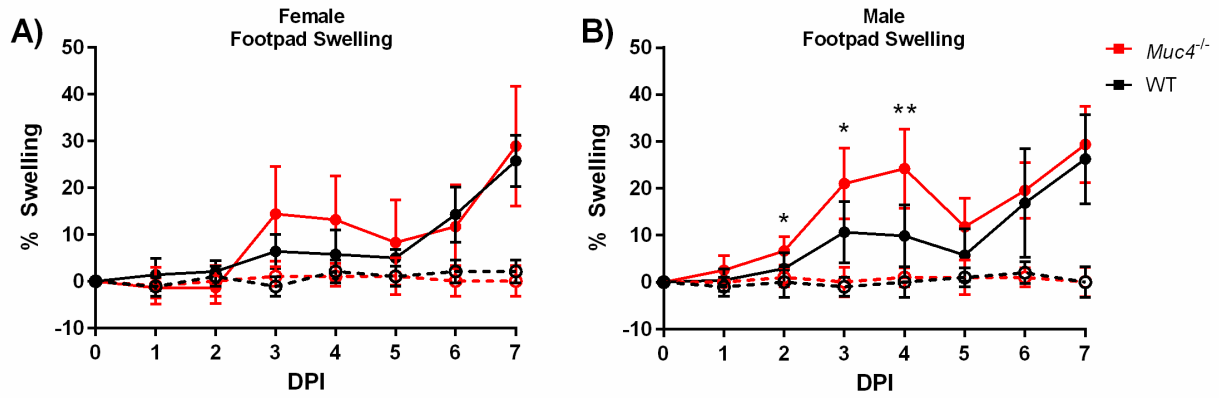 A)
Female
Footpad Swelling
% Swelling
50
40
30
20
10
0
-10
0 1 2 3 4 5 6 7
DPI
B)
Male
Footpad Swelling
% Swelling
50
40
30
20
10
0
-10
* * **
0 1 2 3 4 5 6 7
DPI
Muc4-/-
WT